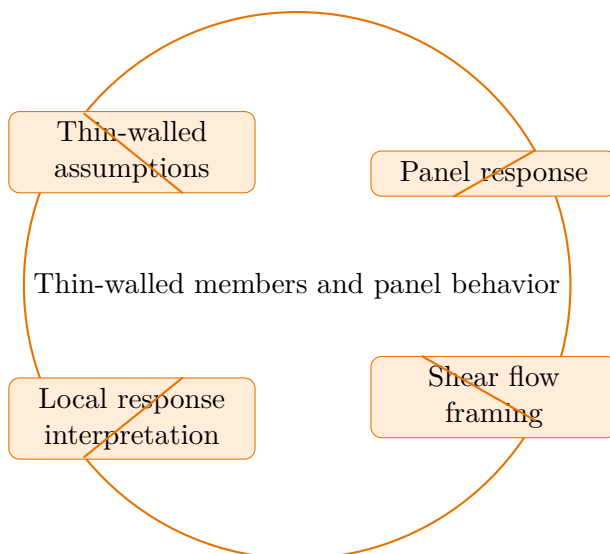 Thin-walled
assumptions
Panel response
Thin-walled members and panel behavior
Local response
interpretation
Shear flow
framing